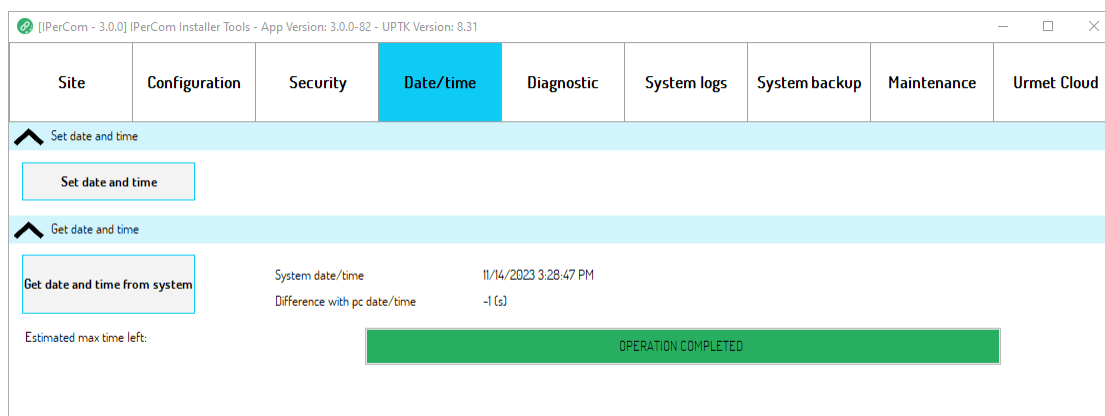 [IPerCom - 3.0.0] IPerCom Installer Tools - App Version: 3.0.0-82 - UPTK Version: 8.31
Site Configuration Security Date/time Diagnostic System logs System backup Maintenance Urmet Cloud
Set date and time
Set date and time
Get date and time
Get date and time from system
System date/time 11/14/2023 3:28:47 PM
Difference with pc date/time -1 (s)
Estimated max time left:
OPERATION COMPLETED